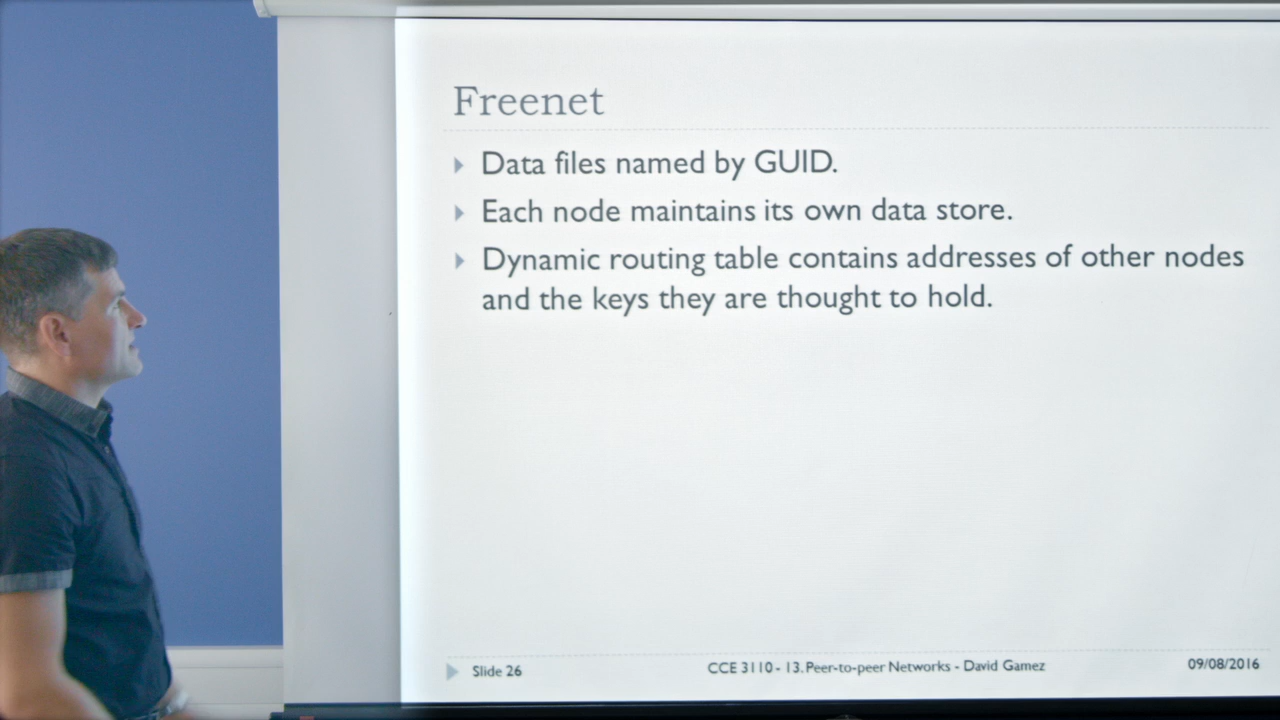 Freenet
Data files named by GUID.
Each node maintains its own data store.
Dynamic routing table contains addresses of other nodes
and the keys they are thought to hold.
Slide 26
CCE 3110 - 13. Peer-to-peer Networks - David Gamez
09/08/2016